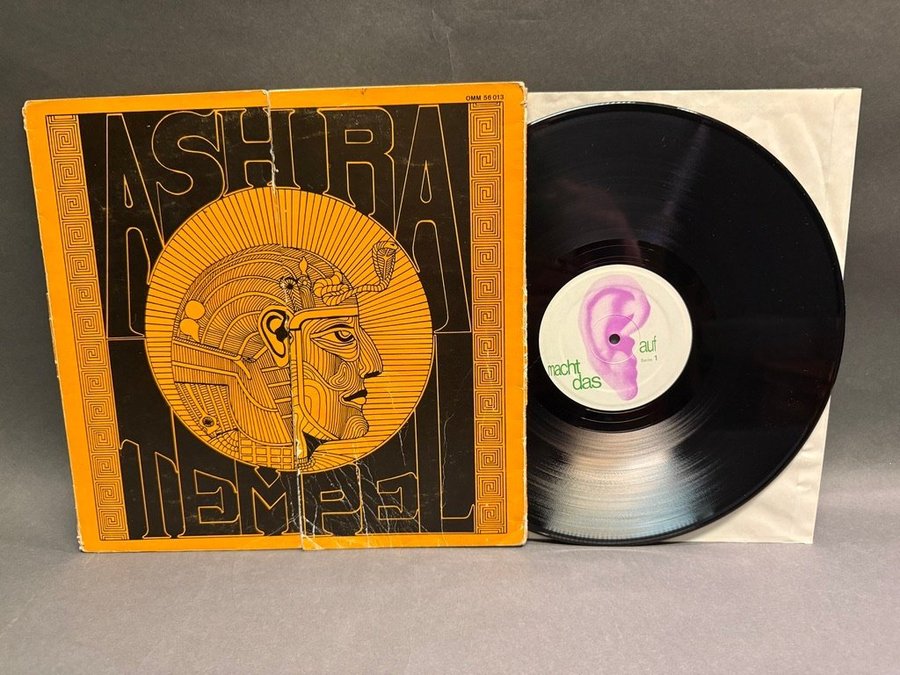 OMM 56 013
ASHRA
TEMPEL
macht
das
auf
Seite 1